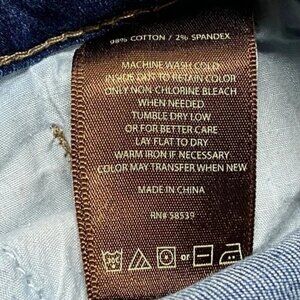 98% COTTON / 2% SPANDEX
MACHINE WASH COLD
INSIDE OUT TO RETAIN COLOR
ONLY NON CHLORINE BLEACH
WHEN NEEDED
TUMBLE DRY LOW
OR FOR BETTER CARE
LAY FLAT TO DRY
WARM IRON IF NECESSARY
COLOR MAY TRANSFER WHEN NEW
MADE IN CHINA
RN# 58539
or